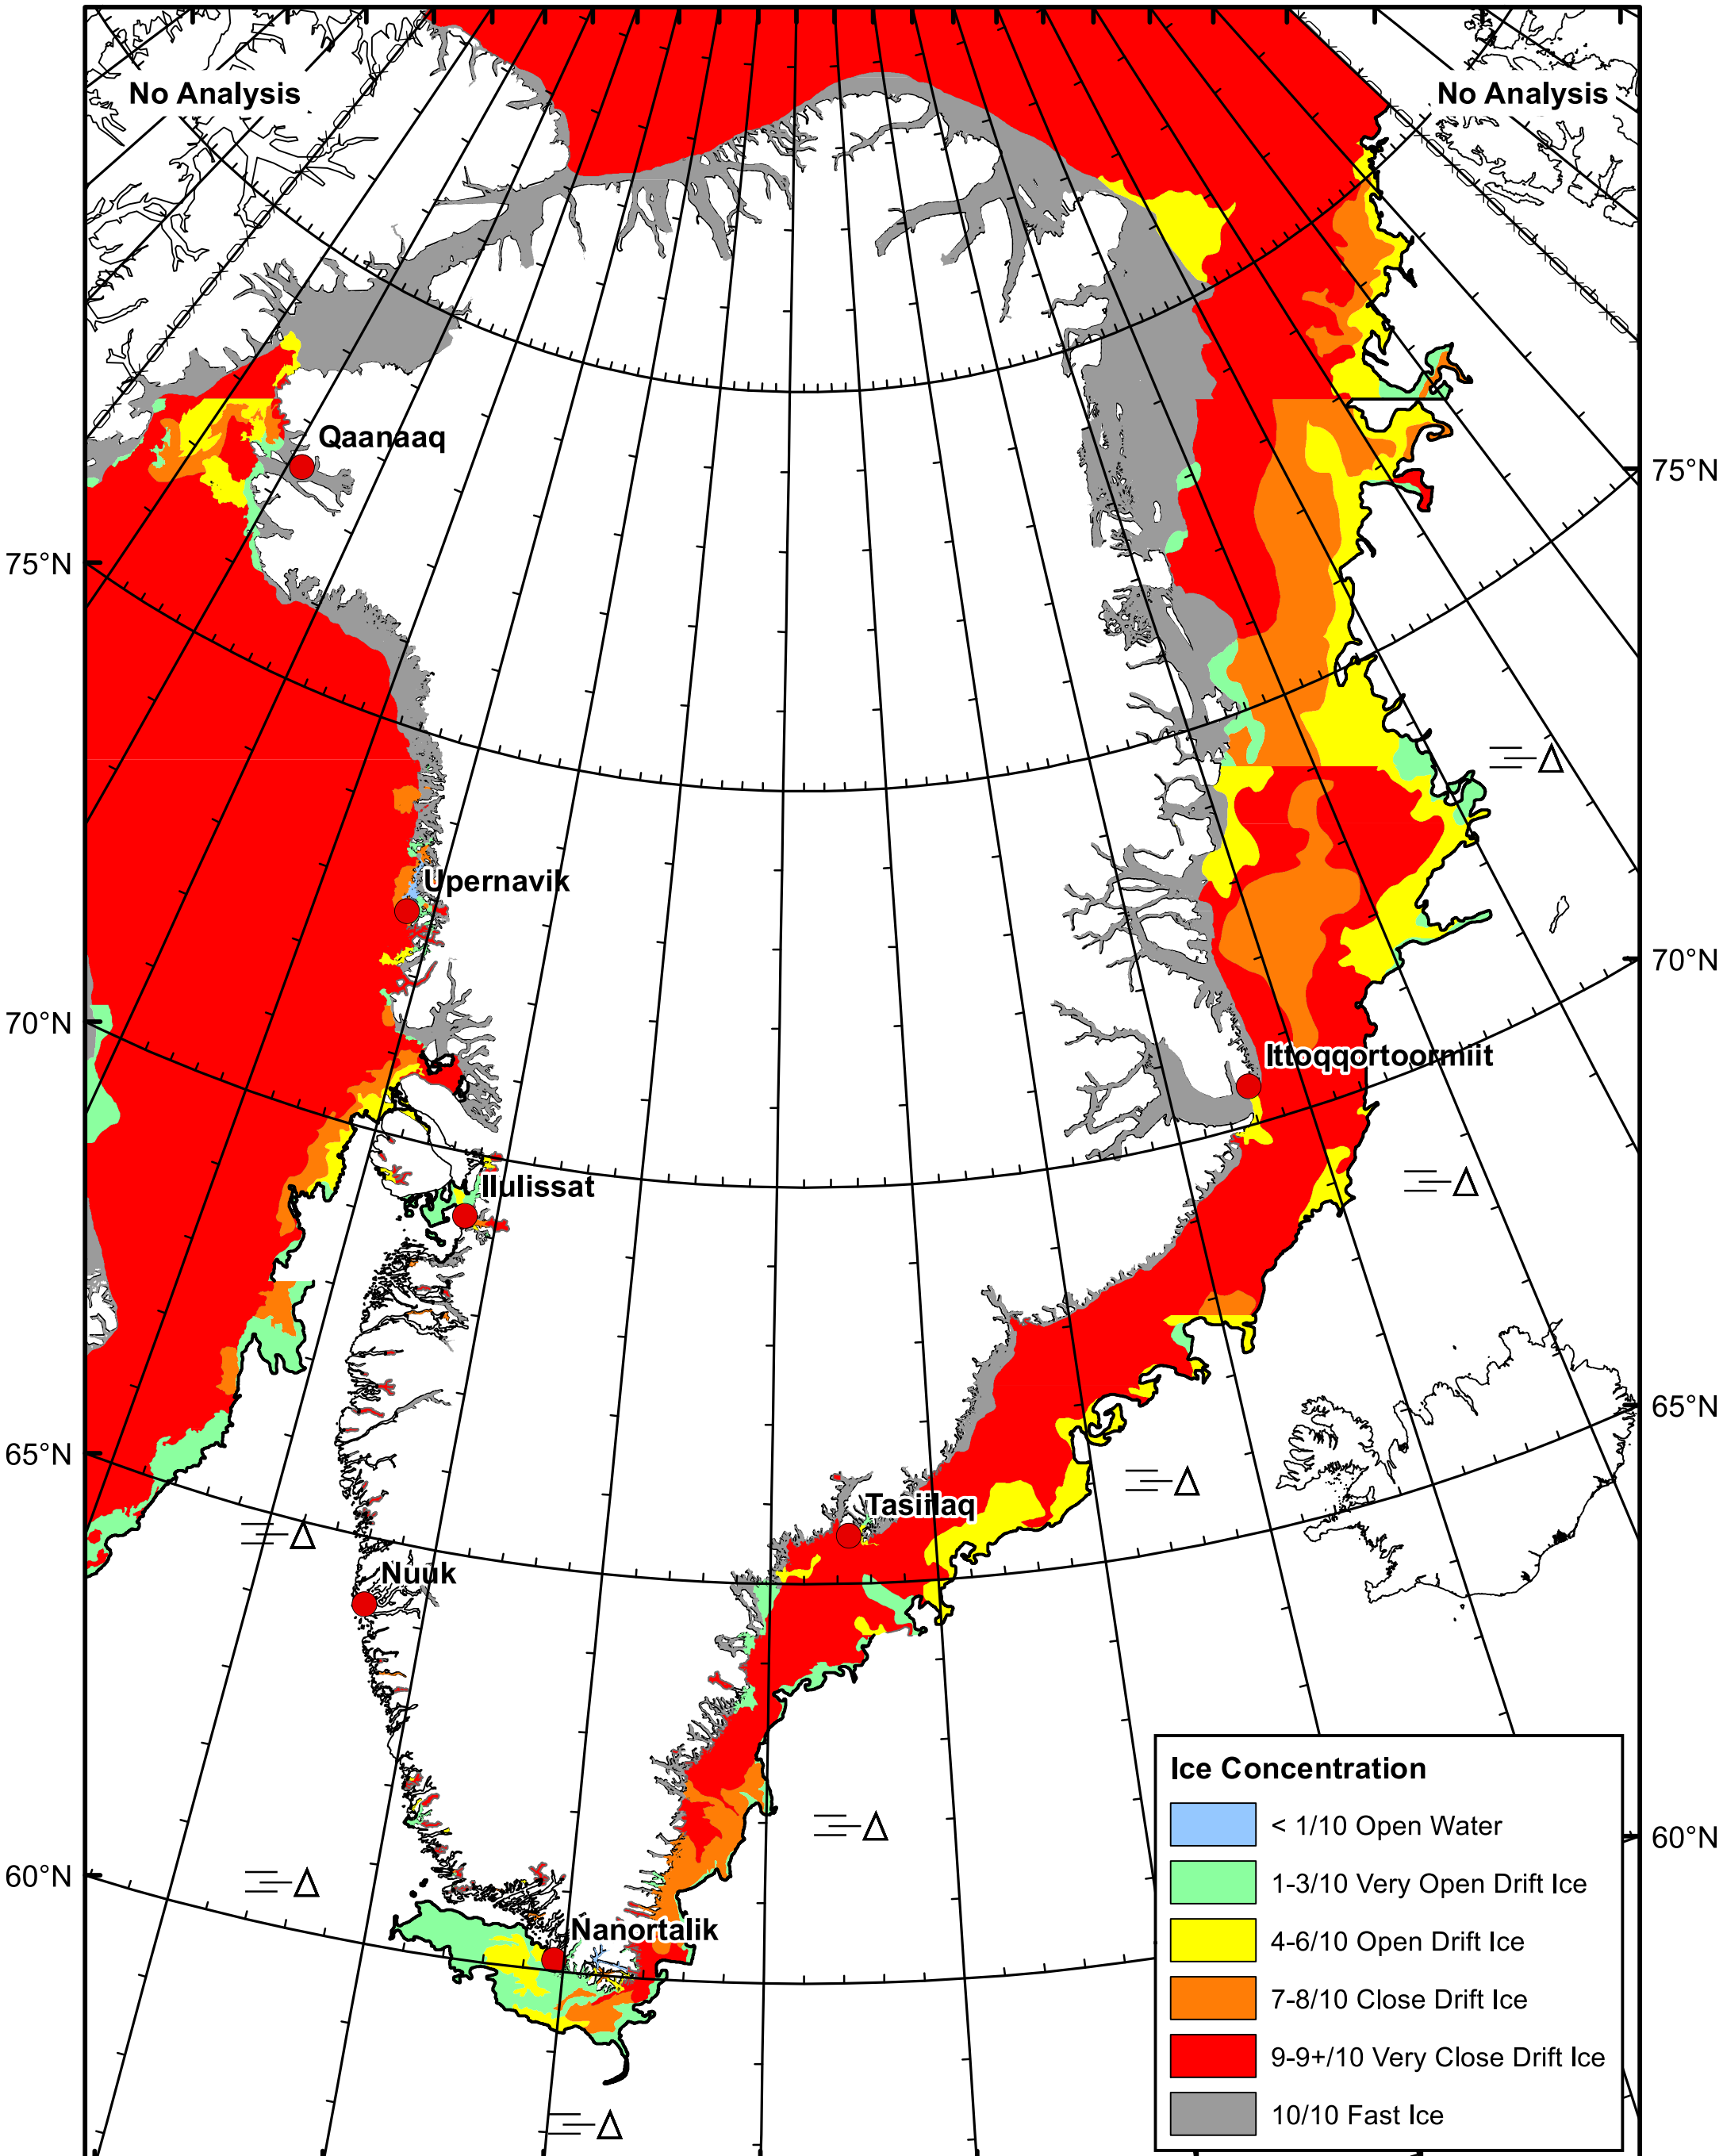 No Analysis
No Analysis
Qaanaaq
75°N
75°N
Upernavik
70°N
70°N
Ittoqqortoormiit
Ilulissat
65°N
65°N
Tasiilaq
Nuuk
Ice Concentration
< 1/10 Open Water
60°N
60°N
1-3/10 Very Open Drift Ice
Nanortalik
4-6/10 Open Drift Ice
7-8/10 Close Drift Ice
9-9+/10 Very Close Drift Ice
10/10 Fast Ice